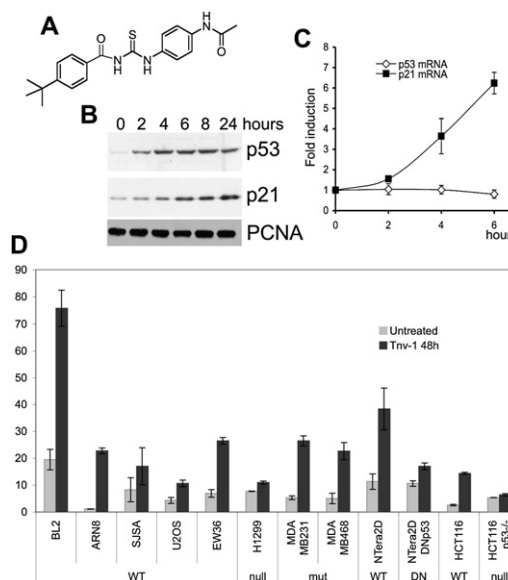 A
S
O
O
N
H
N
H
H
N
B
0 2 4 6 8 24 hours
p53
p21
PCNA
C
p53 mRNA
p21 mRNA
Fold induction
8
7
6
5
4
3
2
1
0
0 2 4 6
hour
D
Untreated
Tnv-1 48h
90
80
70
60
50
40
30
20
10
0
BL2
ARN8
SJSA
U2OS
EW36
H1299
MDA MB231
MDA MB468
NTera2D
NTera2D DNp53
HCT116
HCT116 p53-/-
WT null mut WT DN WT null